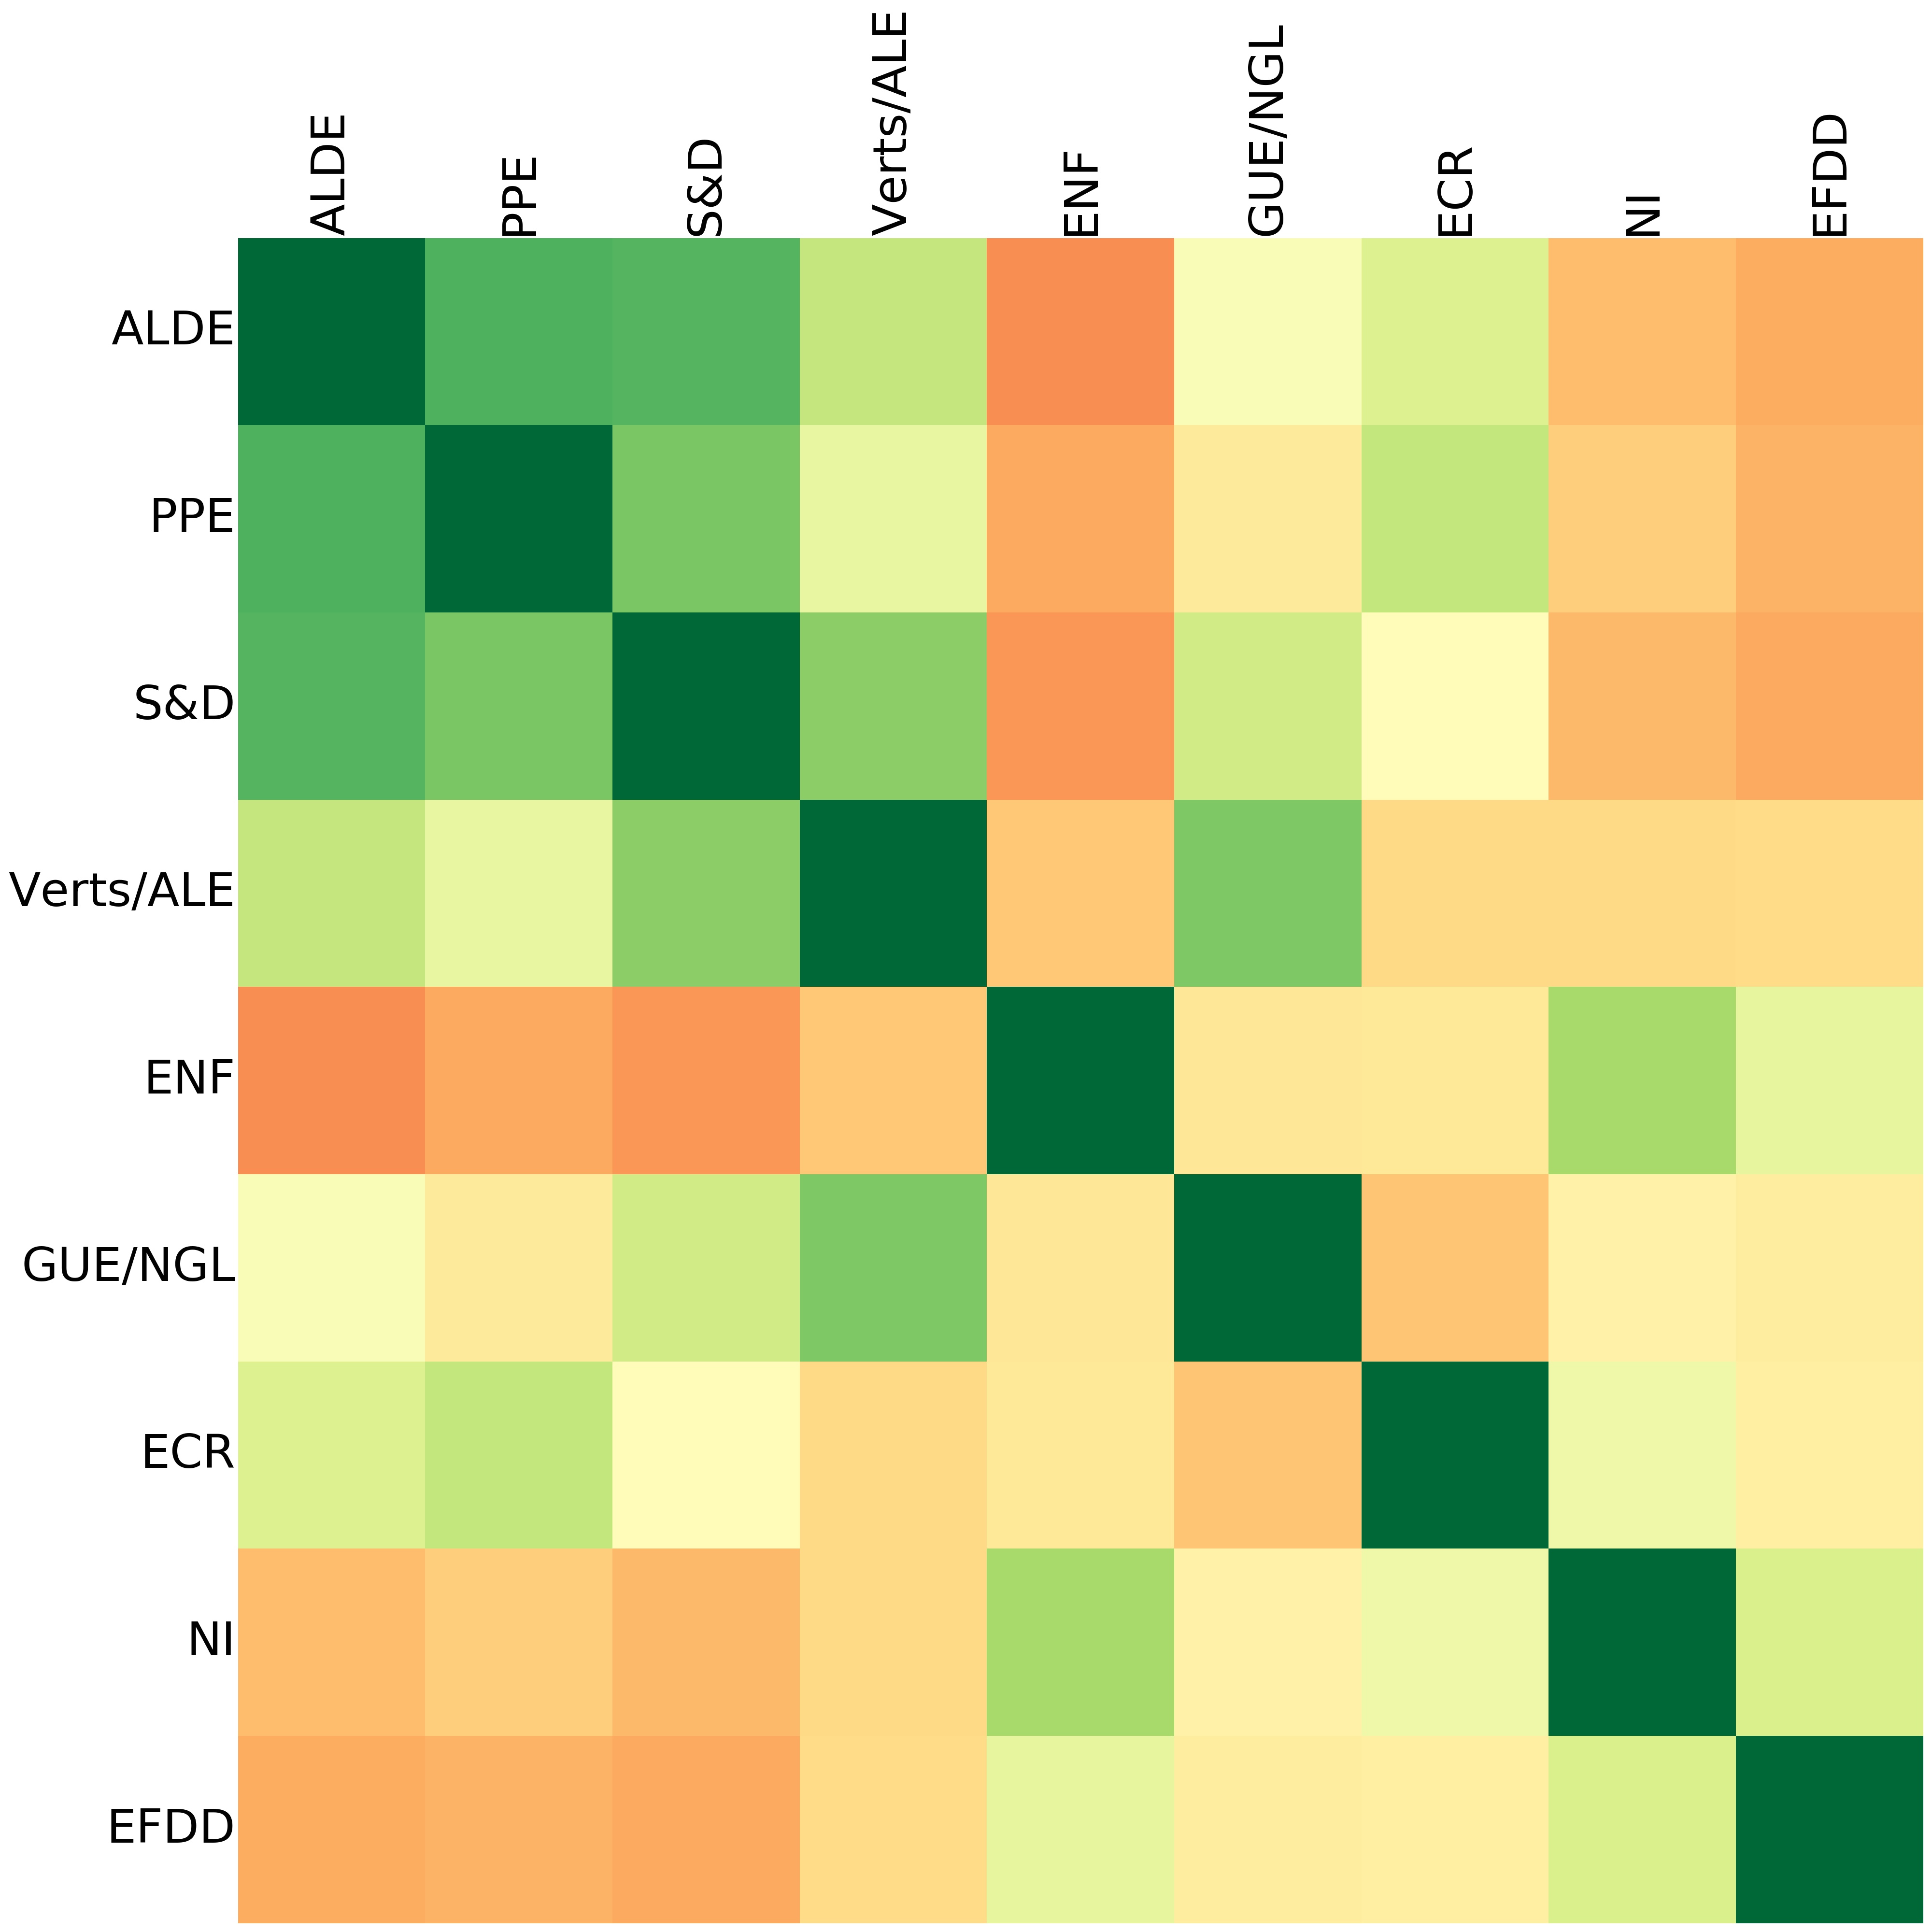 ALDE
PPE
S&D
Verts/ALE
ENF
GUE/NGL
ECR
NI
EFDD
ALDE
PPE
S&D
Verts/ALE
ENF
GUE/NGL
ECR
NI
EFDD